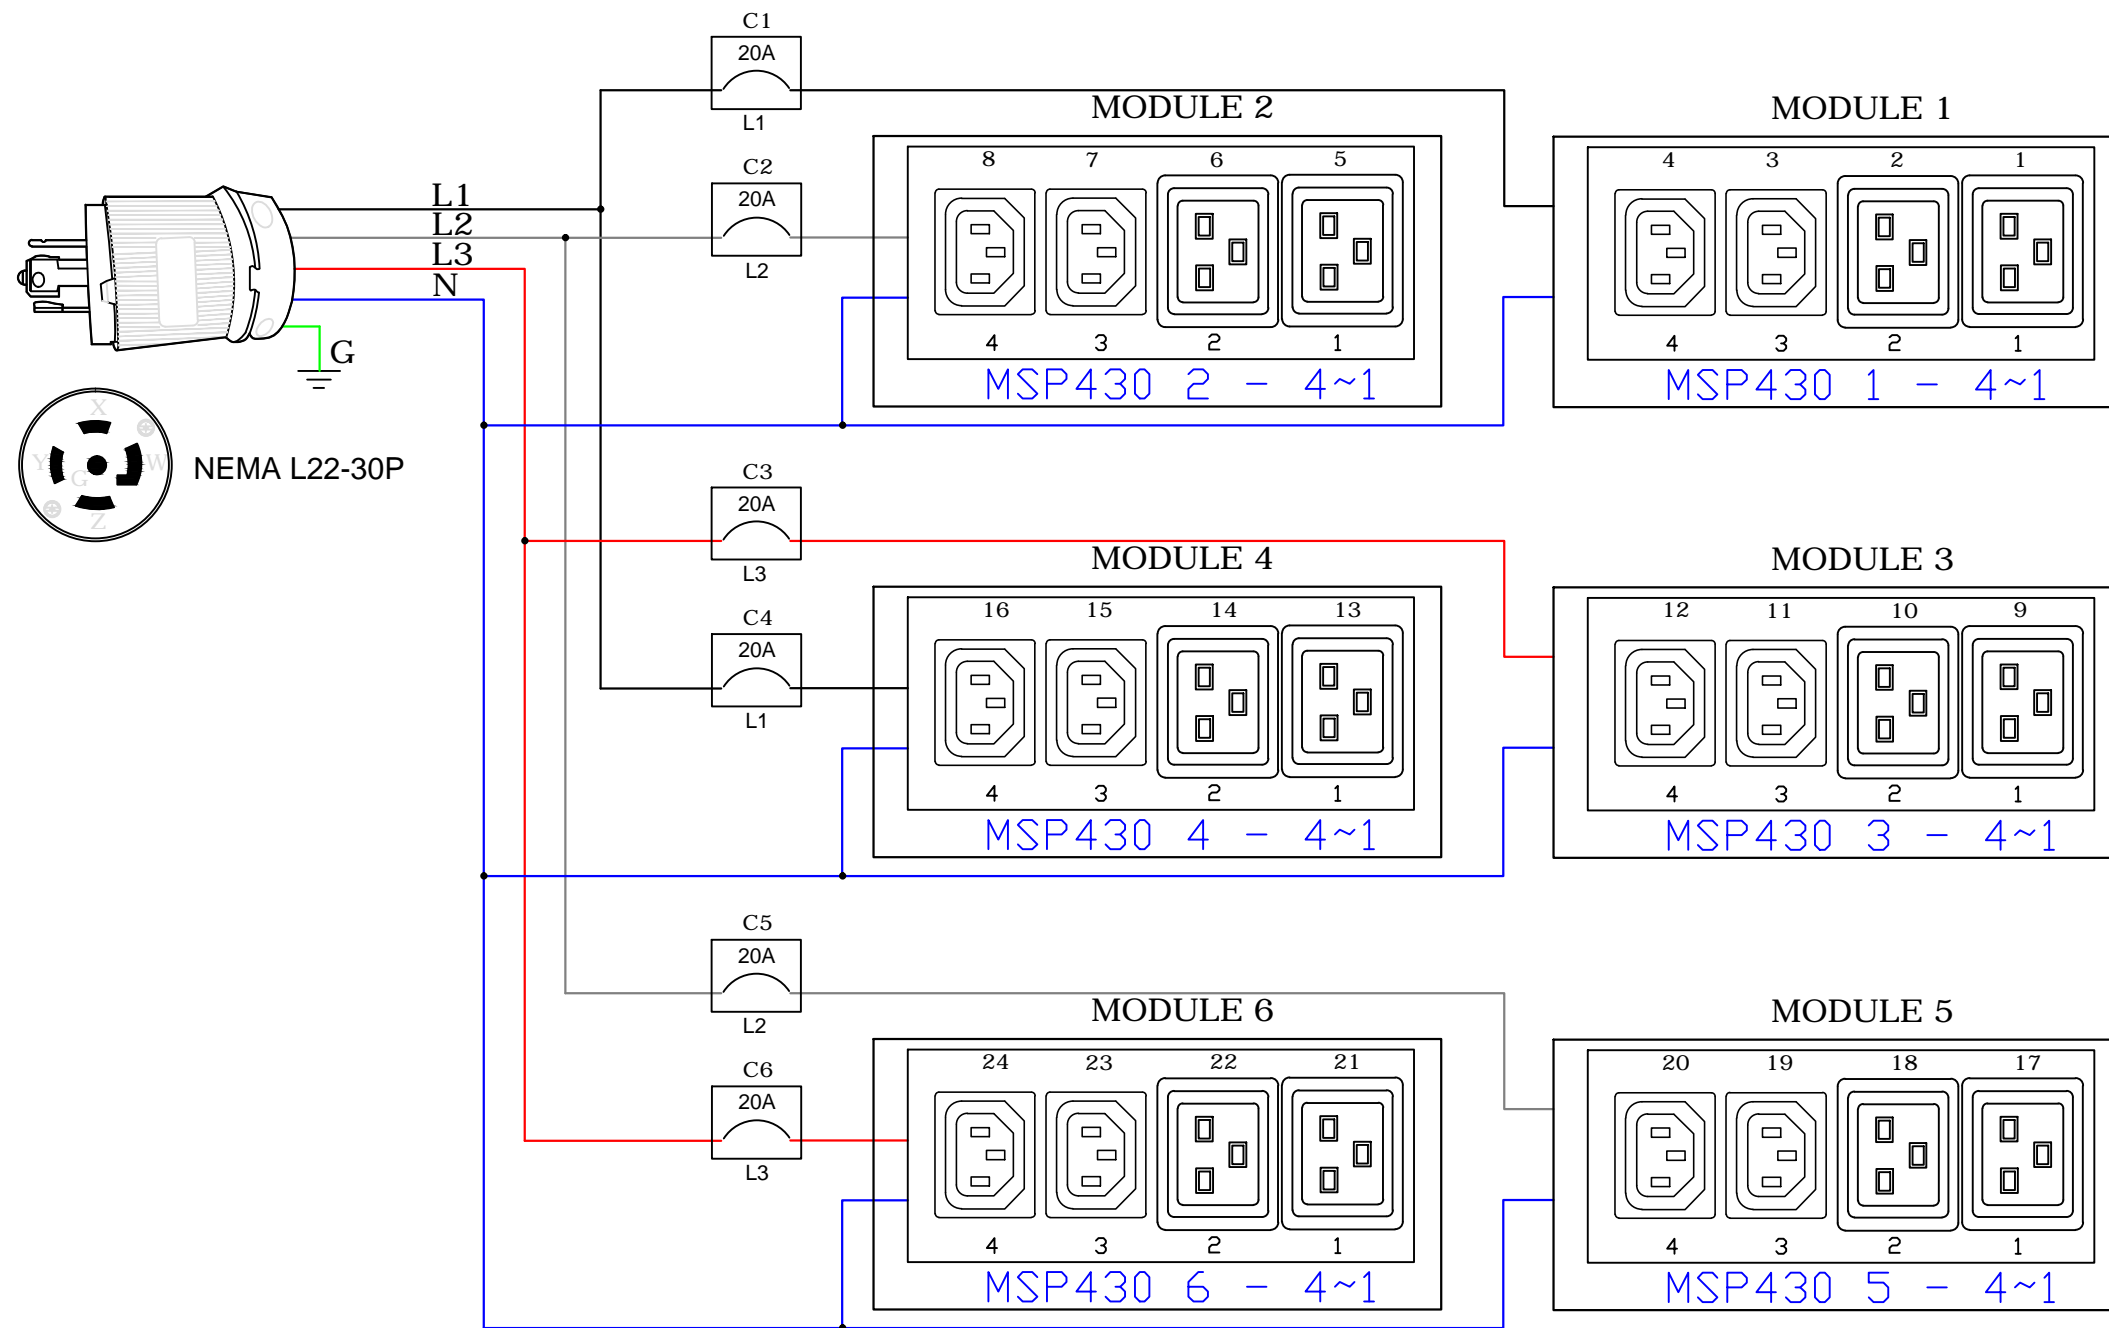 C1
20A
L1
MODULE 2
MODULE 1
C2
20A
L2
8 7 6 5
4 3 2 1
4 3 2 1
4 3 2 1
MSP430 2 - 4~1
MSP430 1 - 4~1
L1
L2
L3
N
G
X
Y
W
G
Z
NEMA L22-30P
C3
20A
L3
MODULE 4
MODULE 3
C4
20A
L1
16 15 14 13
12 11 10 9
4 3 2 1
4 3 2 1
MSP430 4 - 4~1
MSP430 3 - 4~1
C5
20A
L2
MODULE 6
MODULE 5
C6
20A
L3
24 23 22 21
20 19 18 17
4 3 2 1
4 3 2 1
MSP430 6 - 4~1
MSP430 5 - 4~1